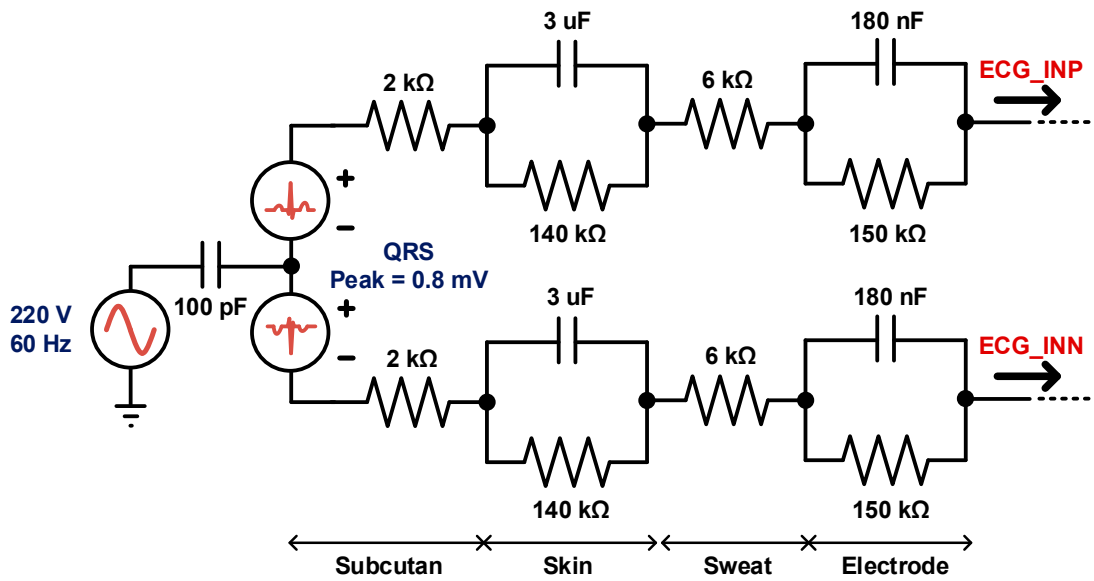 3 uF
180 nF
ECG_INP
2 kΩ
6 kΩ
+
-
140 kΩ
150 kΩ
QRS
Peak = 0.8 mV
100 pF
220 V
60 Hz
+
-
3 uF
180 nF
ECG_INN
2 kΩ
6 kΩ
140 kΩ
150 kΩ
Subcutan
Skin
Sweat
Electrode